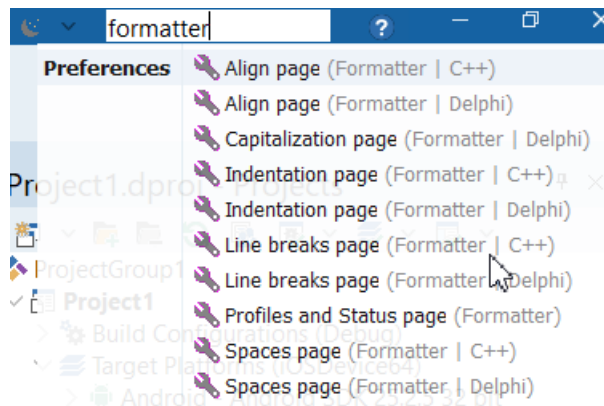 formatter
?
Preferences
Align page (Formatter | C++)
Align page (Formatter | Delphi)
Capitalization page (Formatter | Delphi)
Indentation page (Formatter | C++)
Indentation page (Formatter | Delphi)
Line breaks page (Formatter | C++)
Line breaks page (Formatter | Delphi)
Profiles and Status page (Formatter)
Spaces page (Formatter | C++)
Spaces page (Formatter | Delphi)
Project1.dproj - Projects
ProjectGroup1
Project1
Build Configurations (Debug)
Target Platforms (iOSDevice64)
Android - Android SDK 25.2.5 32 bit